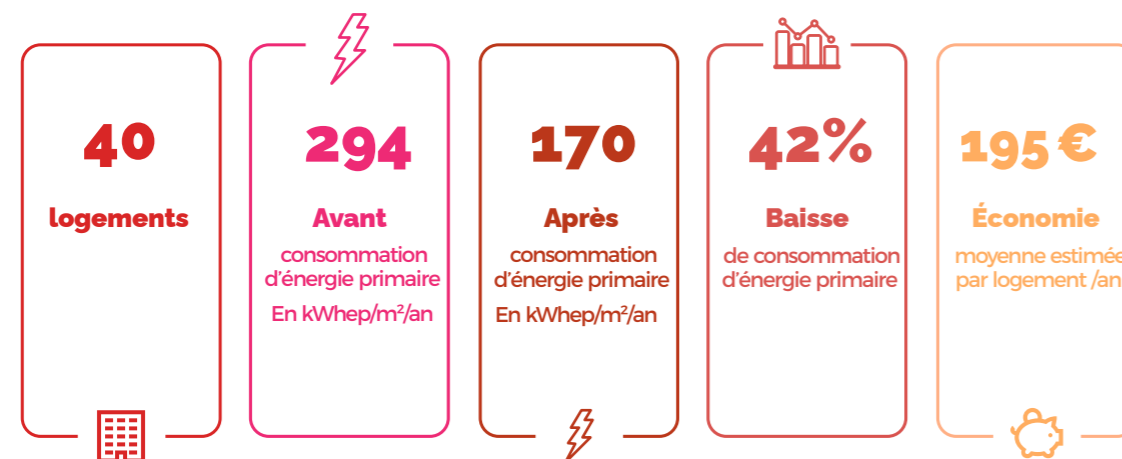 40
logements
294
Avant
consommation
d'énergie primaire
En kWhep/m²/an
170
Après
consommation
d'énergie primaire
En kWhep/m²/an
42%
Baisse
de consommation
d'énergie primaire
195 €
Économie
moyenne estimée
par logement /an